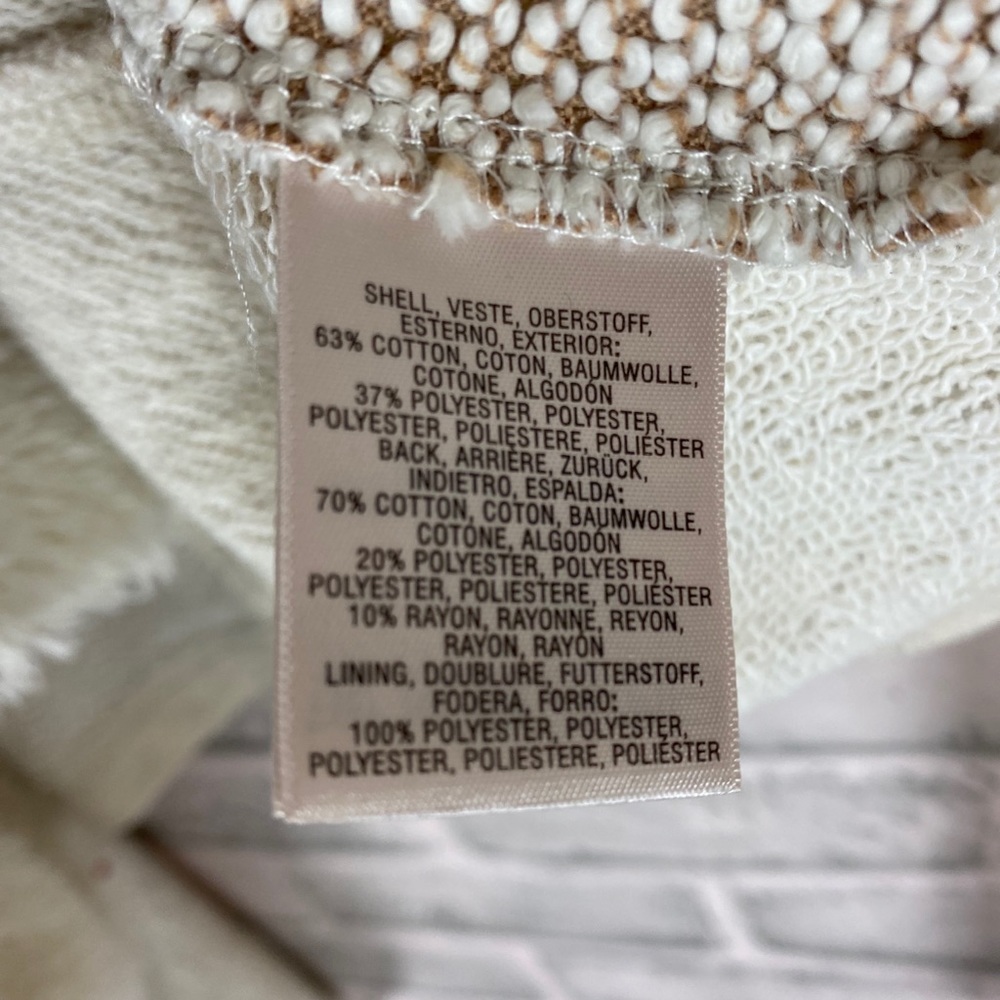 SHELL, VESTE, OBERSTOFF,
ESTERNO, EXTERIOR:
63% COTTON, COTON, BAUMWOLLE,
COTONE, ALGODÓN
37% POLYESTER, POLYESTER,
POLYESTER, POLIESTERE, POLIÉSTER
BACK, ARRIÈRE, ZURÜCK,
INDIETRO, ESPALDA:
70% COTTON, COTON, BAUMWOLLE,
COTONE, ALGODÓN
20% POLYESTER, POLYESTER,
POLYESTER, POLIESTERE, POLIÉSTER
10% RAYON, RAYONNE, REYON,
RAYON, RAYÓN
LINING, DOUBLURE, FUTTERSTOFF,
FODERA, FORRO:
100% POLYESTER, POLYESTER,
POLYESTER, POLIESTERE, POLIÉSTER